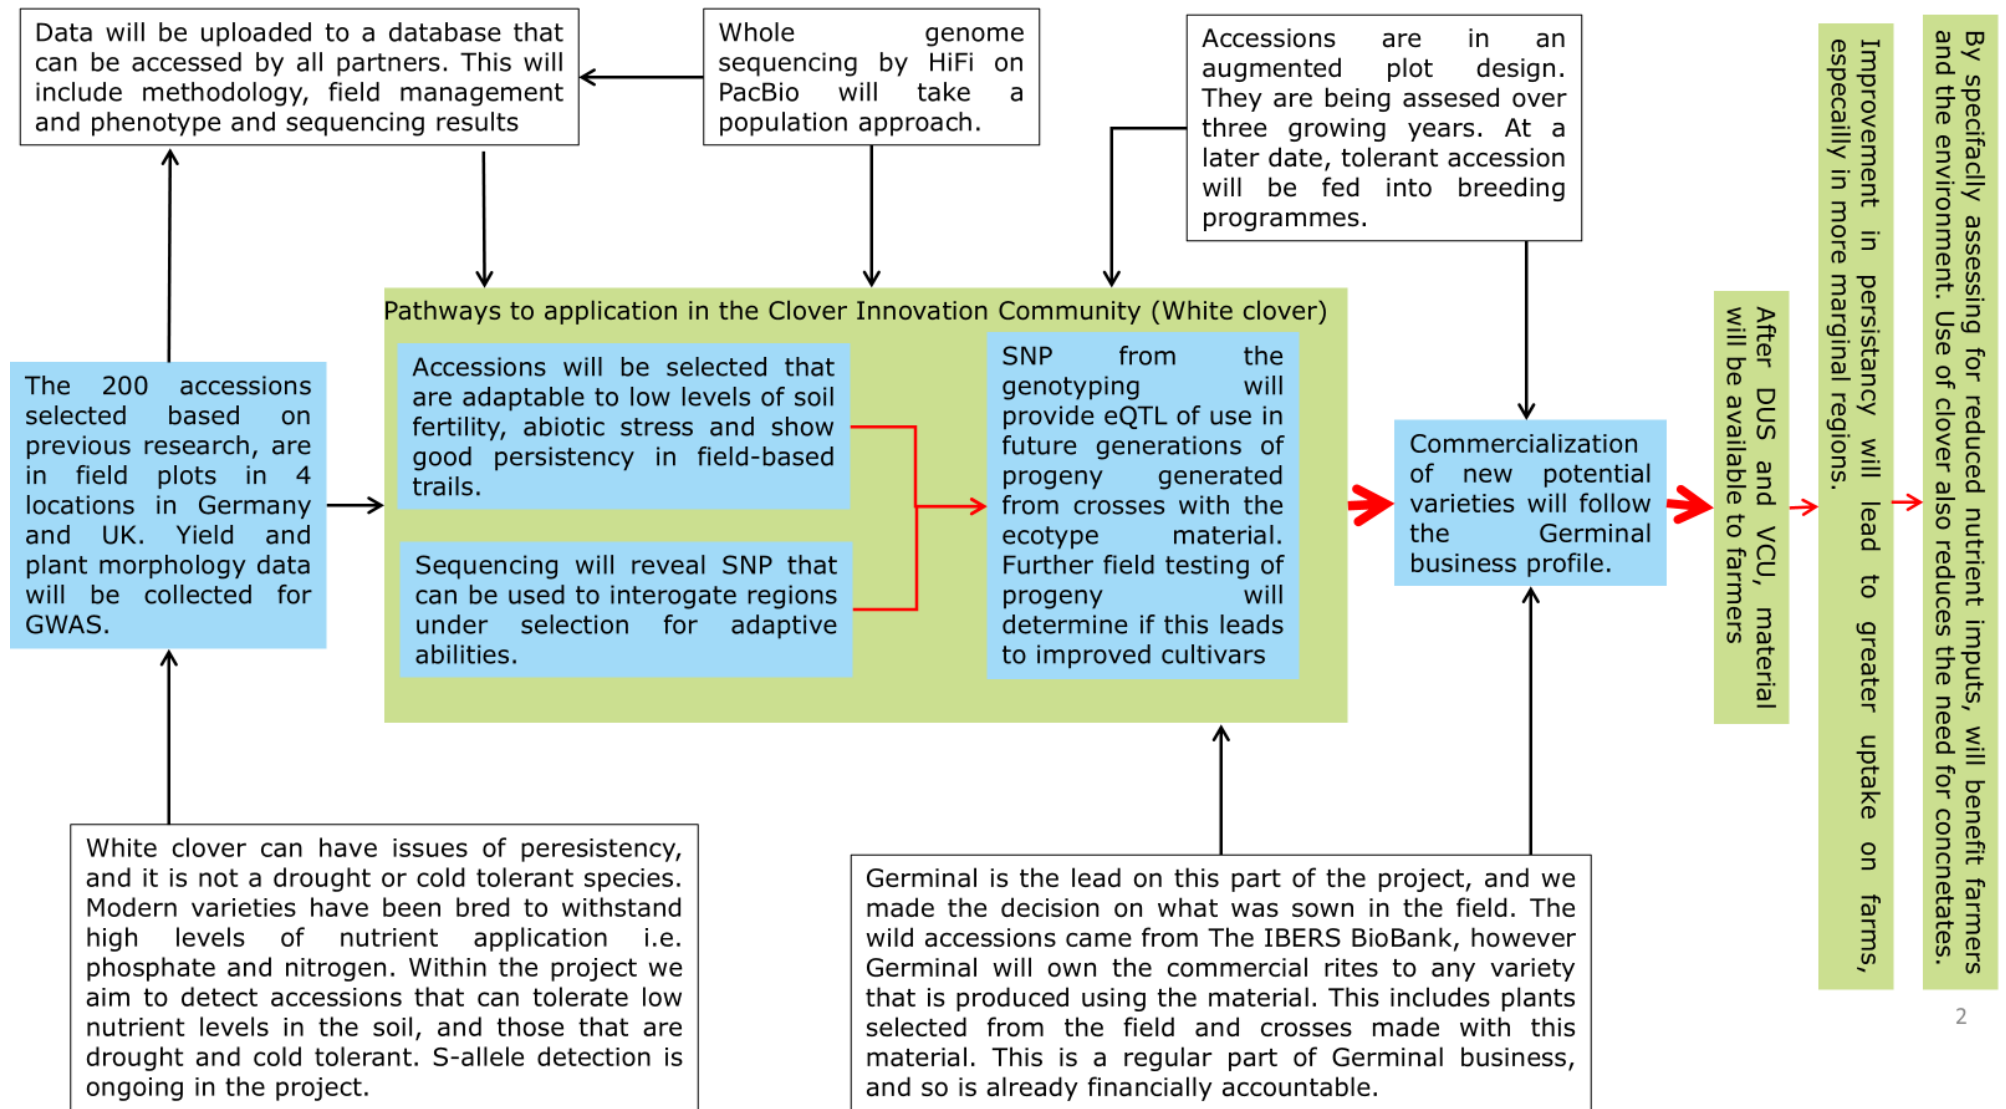 Data will be uploaded to a database that
can be accessed by all partners. This will
include methodology, field management
and phenotype and sequencing results
Whole genome
sequencing by HiFi on
PacBio will take a
population approach.
Accessions are in an
augmented plot design.
They are being assesed over
three growing years. At a
later date, tolerant accession
will be fed into breeding
programmes.
The 200 accessions
selected based on
previous research, are
in field plots in 4
locations in Germany
and UK. Yield and
plant morphology data
will be collected for
GWAS.
Pathways to application in the Clover Innovation Community (White clover)
Accessions will be selected that
are adaptable to low levels of soil
fertility, abiotic stress and show
good persistency in field-based
trails.
Sequencing will reveal SNP that
can be used to interogate regions
under selection for adaptive
abilities.
SNP from the
genotyping will
provide eQTL of use in
future generations of
progeny generated
from crosses with the
ecotype material.
Further field testing of
progeny will
determine if this leads
to improved cultivars
Commercialization
of new potential
varieties will follow
the Germinal
business profile.
After DUS and VCU, material
will be available to farmers
Improvement in persistancy will lead to greater uptake on farms,
especailly in more marginal regions.
By specifaclly assessing for reduced nutrient imputs, will benefit farmers
and the environment. Use of clover also reduces the need for concnetates.
White clover can have issues of peresistency,
and it is not a drought or cold tolerant species.
Modern varieties have been bred to withstand
high levels of nutrient application i.e.
phosphate and nitrogen. Within the project we
aim to detect accessions that can tolerate low
nutrient levels in the soil, and those that are
drought and cold tolerant. S-allele detection is
ongoing in the project.
Germinal is the lead on this part of the project, and we
made the decision on what was sown in the field. The
wild accessions came from The IBERS BioBank, however
Germinal will own the commercial rites to any variety
that is produced using the material. This includes plants
selected from the field and crosses made with this
material. This is a regular part of Germinal business,
and so is already financially accountable.
2